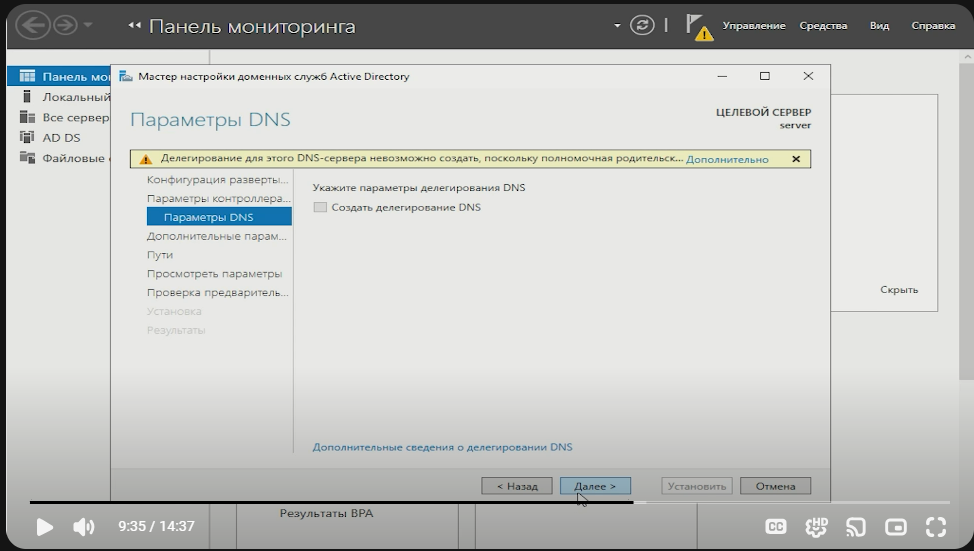 Панель мониторинга
Управление Средства Вид Справка
Панель мо
Локальный
Все сервер
AD DS
Файловые
Мастер настройки доменных служб Active Directory
Параметры DNS
ЦЕЛЕВОЙ СЕРВЕР
server
Делегирование для этого DNS-сервера невозможно создать, поскольку полномочная родительск... Дополнительно
Конфигурация разверты...
Параметры контроллера...
Параметры DNS
Дополнительные парам...
Пути
Просмотреть параметры
Проверка предваритель...
Установка
Результаты
Укажите параметры делегирования DNS
Создать делегирование DNS
Скрыть
Дополнительные сведения о делегировании DNS
< Назад Далее > Установить Отмена
Результаты BPA
9:35 / 14:37
CC HD